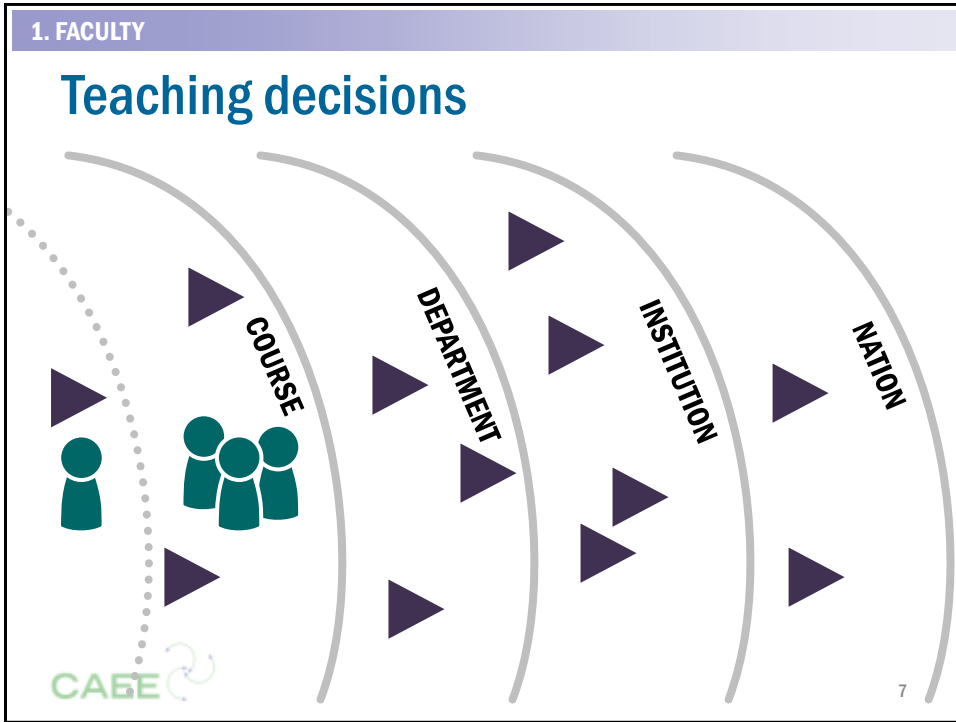 1. FACULTY
Teaching decisions
COURSE
DEPARTMENT
INSTITUTION
NATION
CAEE
7